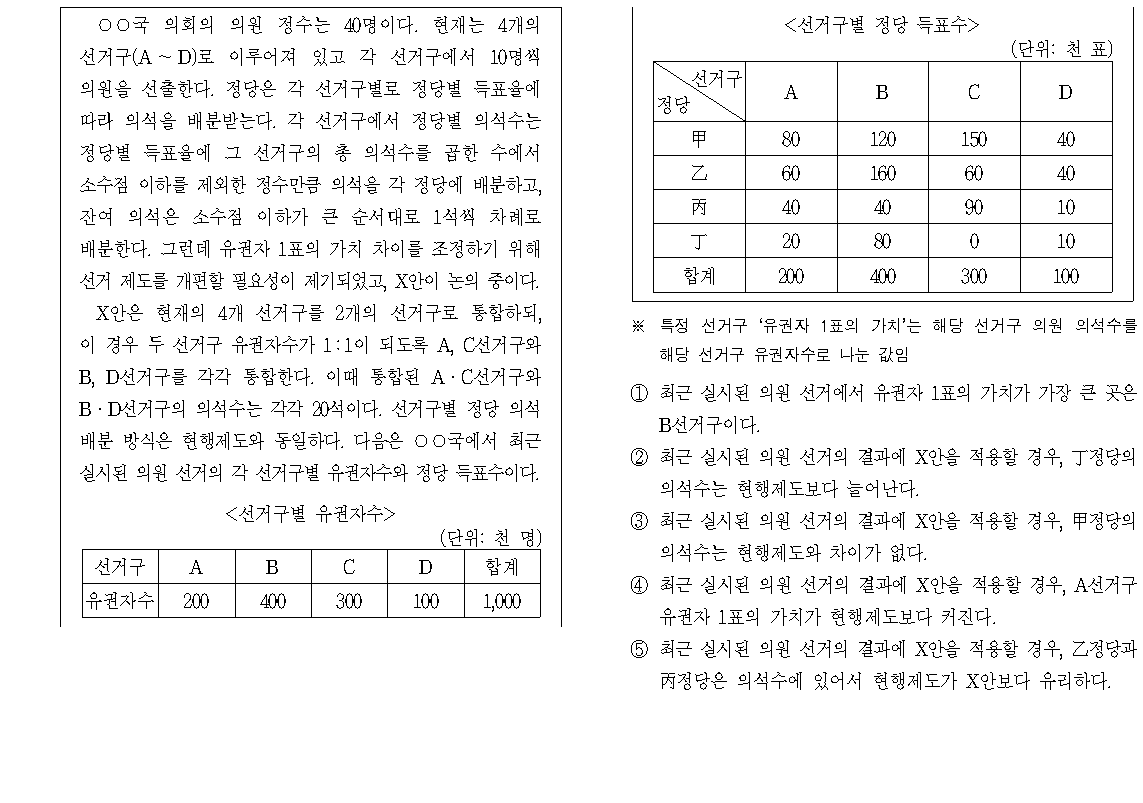 ○○국 의회의 의원 정수는 40명이다. 현재는 4개의
선거구(A ~ D)로 이루어져 있고 각 선거구에서 10명씩
의원을 선출한다. 정당은 각 선거구별로 정당별 득표율에
따라 의석을 배분받는다. 각 선거구에서 정당별 의석수는
정당별 득표율에 그 선거구의 총 의석수를 곱한 수에서
소수점 이하를 제외한 정수만큼 의석을 각 정당에 배분하고,
잔여 의석은 소수점 이하가 큰 순서대로 1석씩 차례로
배분한다. 그런데 유권자 1표의 가치 차이를 조정하기 위해
선거 제도를 개편할 필요성이 제기되었고, X안이 논의 중이다.
X안은 현재의 4개 선거구를 2개의 선거구로 통합하되,
이 경우 두 선거구 유권자수가 1:1이 되도록 A, C선거구와
B, D선거구를 각각 통합한다. 이때 통합된 A·C선거구와
B·D선거구의 의석수는 각각 20석이다. 선거구별 정당 의석
배분 방식은 현행제도와 동일하다. 다음은 ○○국에서 최근
실시된 의원 선거의 각 선거구별 유권자수와 정당 득표수이다.
<선거구별 유권자수>
(단위: 천 명)
선거구 A B C D 합계
유권자수 200 400 300 100 1,000
<선거구별 정당 득표수>
(단위: 천 표)
선거구
정당 A B C D
甲 80 120 150 40
乙 60 160 60 40
丙 40 40 90 10
丁 20 80 0 10
합계 200 400 300 100
※ 특정 선거구 ‘유권자 1표의 가치’는 해당 선거구 의원 의석수를
해당 선거구 유권자수로 나눈 값임
① 최근 실시된 의원 선거에서 유권자 1표의 가치가 가장 큰 곳은
B선거구이다.
② 최근 실시된 의원 선거의 결과에 X안을 적용할 경우, 丁정당의
의석수는 현행제도보다 늘어난다.
③ 최근 실시된 의원 선거의 결과에 X안을 적용할 경우, 甲정당의
의석수는 현행제도와 차이가 없다.
④ 최근 실시된 의원 선거의 결과에 X안을 적용할 경우, A선거구
유권자 1표의 가치가 현행제도보다 커진다.
⑤ 최근 실시된 의원 선거의 결과에 X안을 적용할 경우, 乙정당과
丙정당은 의석수에 있어서 현행제도가 X안보다 유리하다.